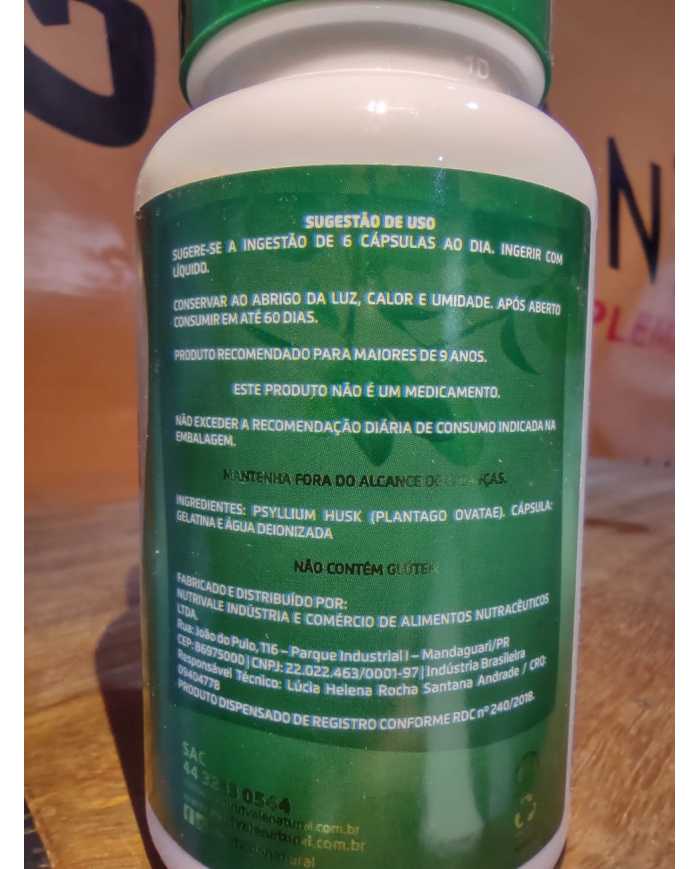 10
SUGESTÃO DE USO
SUGERE-SE A INGESTÃO DE 6 CÁPSULAS AO DIA. INGERIR COM
LÍQUIDO.
CONSERVAR AO ABRIGO DA LUZ, CALOR E UMIDADE. APÓS ABERTO
CONSUMIR EM ATÉ 60 DIAS.
PRODUTO RECOMENDADO PARA MAIORES DE 9 ANOS.
ESTE PRODUTO NÃO É UM MEDICAMENTO.
NÃO EXCEDER A RECOMENDAÇÃO DIÁRIA DE CONSUMO INDICADA NA
EMBALAGEM.
MANTENHA FORA DO ALCANCE DE CRIANÇAS.
INGREDIENTES: PSYLLIUM HUSK (PLANTAGO OVATAE). CÁPSULA:
GELATINA E ÁGUA DEIONIZADA
NÃO CONTÉM GLÚTEN
FABRICADO E DISTRIBUÍDO POR:
NUTRIVALE INDÚSTRIA E COMÉRCIO DE ALIMENTOS NUTRACÊUTICOS
LTDA.
Rua: João do Pulo, 116 – Parque Industrial I – Mandaguari/PR
CEP: 86975000 | CNPJ: 22.022.463/0001-97 | Indústria Brasileira
Responsável Técnico: Lúcia Helena Rocha Santana Andrade / CRQ:
09404778
PRODUTO DISPENSADO DE REGISTRO CONFORME RDC nº 240/2018.
SAC
0564